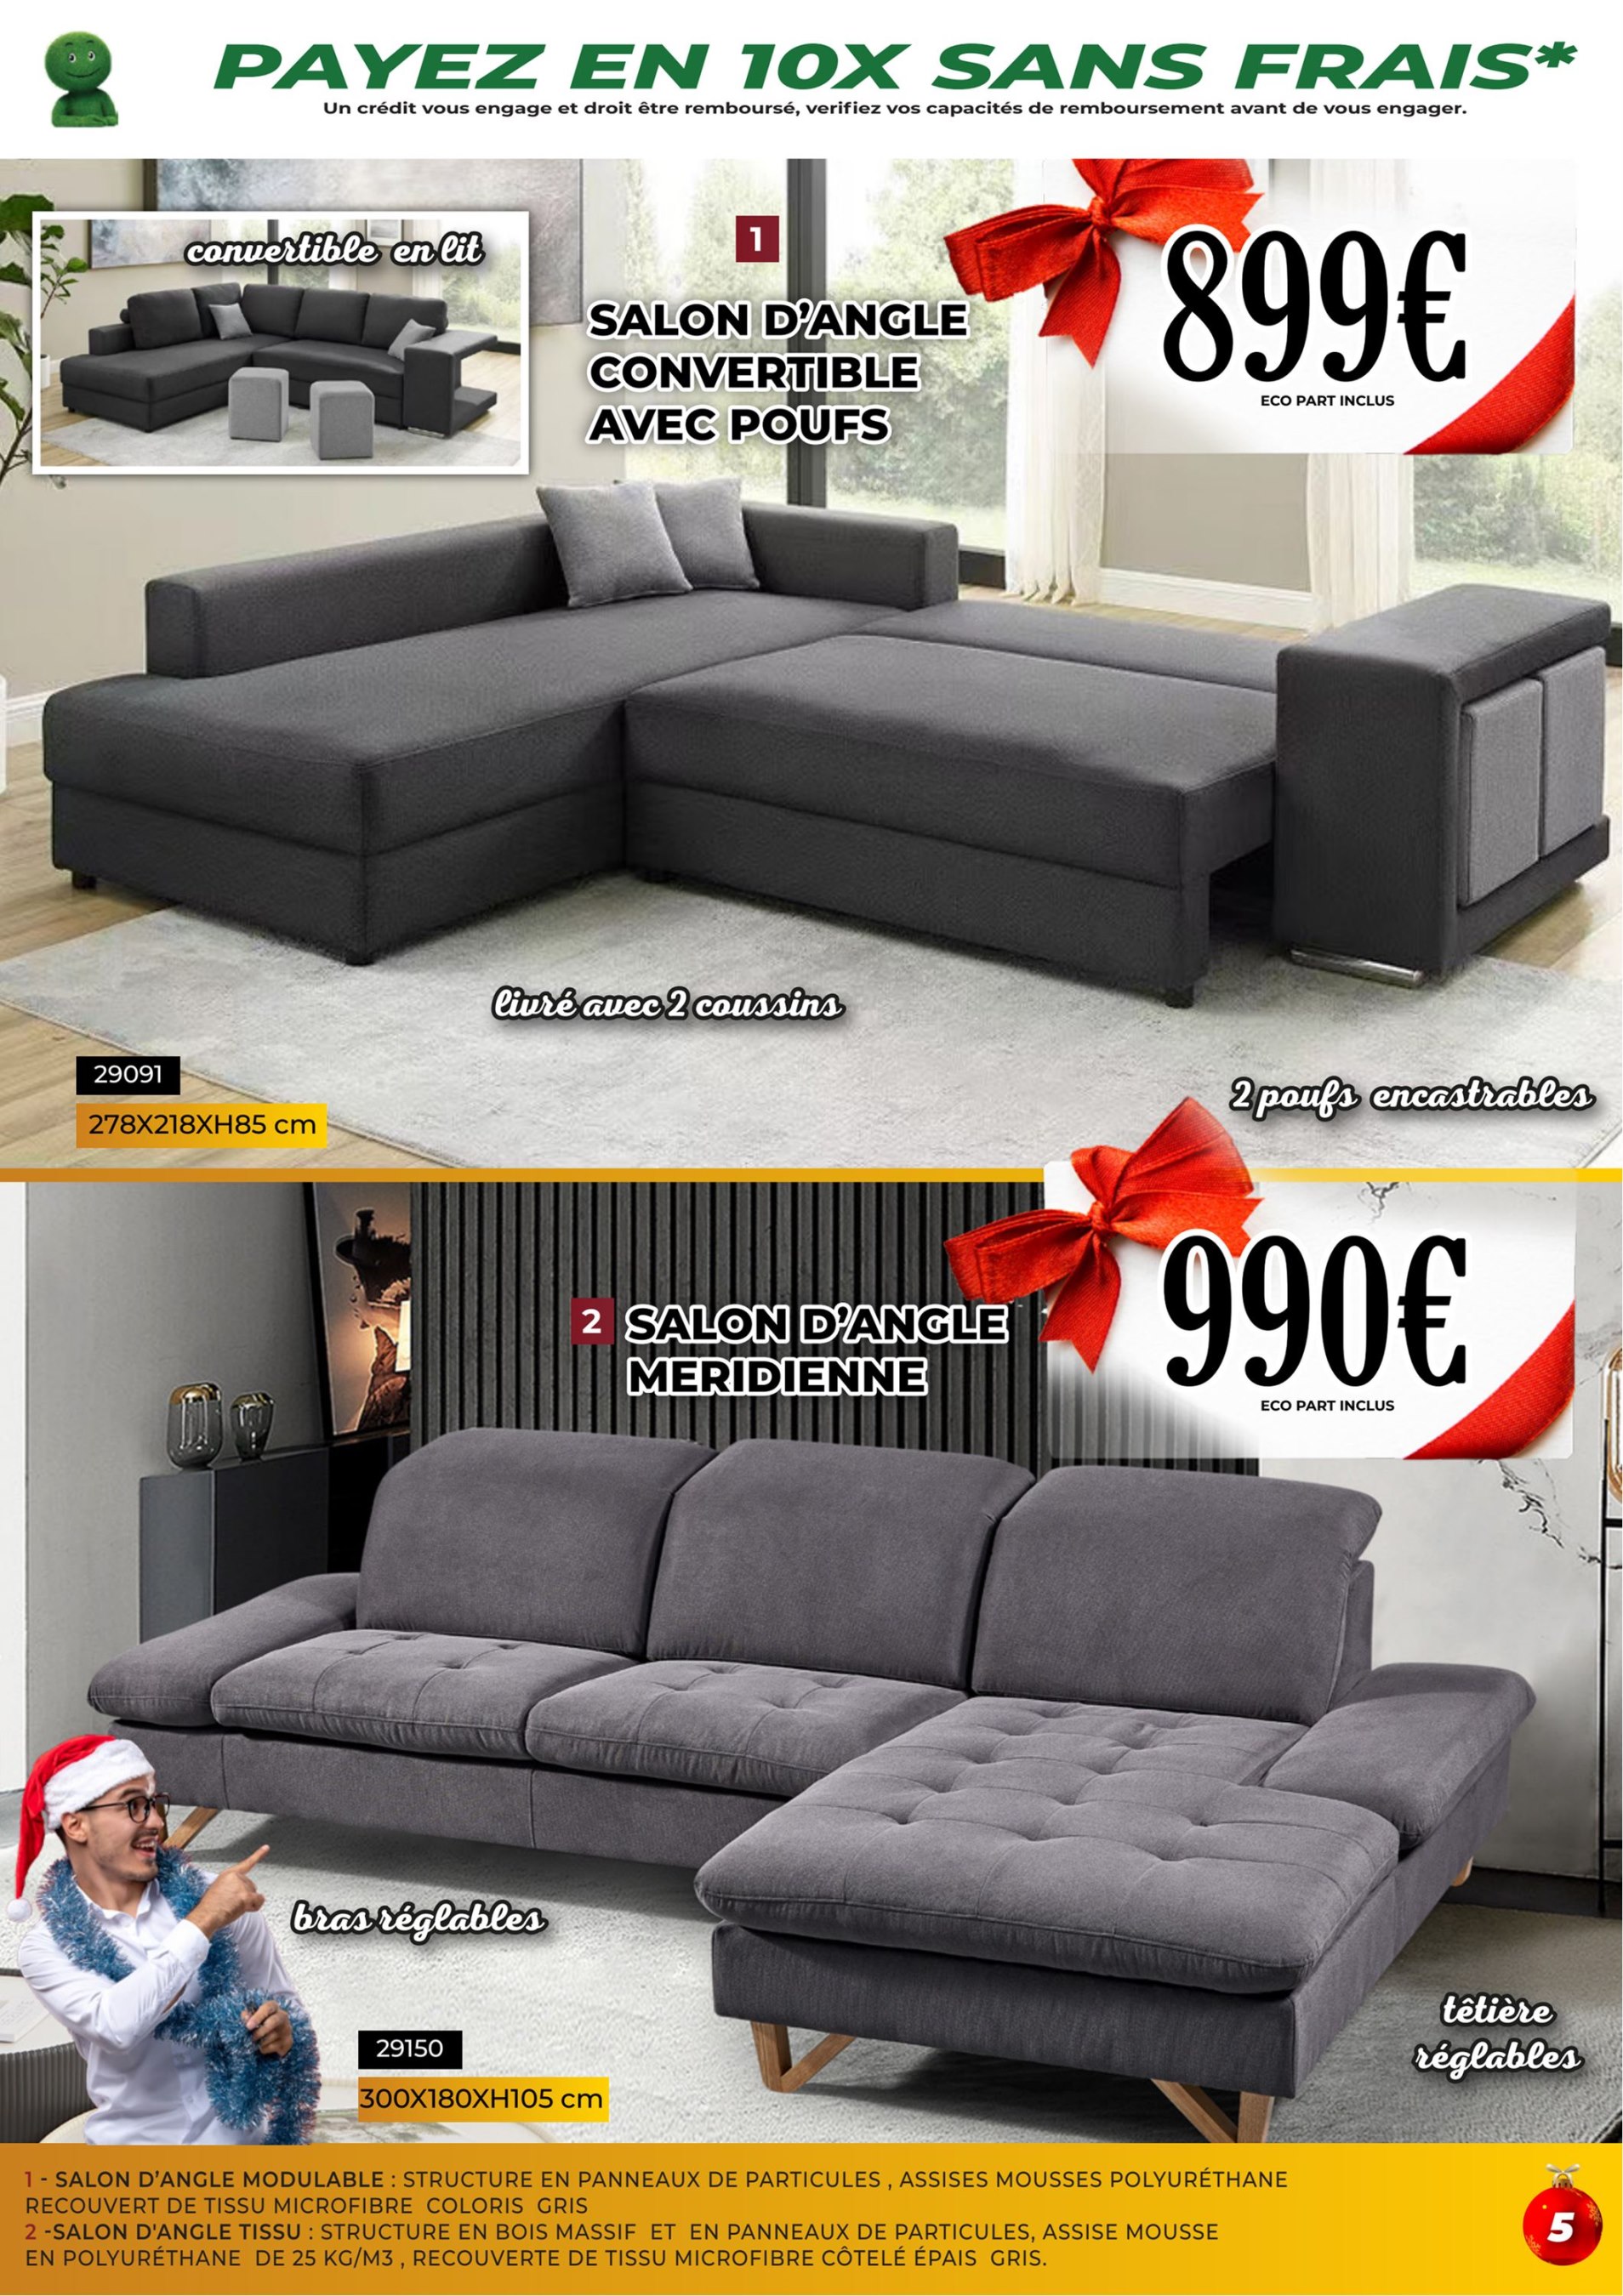 PAYEZ EN 10X SANS FRAIS*
Un crédit vous engage et droit être remboursé, verifiez vos capacités de remboursement avant de vous engager.
convertible en lit
1
SALON D'ANGLE
CONVERTIBLE
AVEC POUFS
899€
ECO PART INCLUS
livré avec 2 coussins
29091
278X218XH85 cm
2 poufs encastrables
2 SALON D'ANGLE
MERIDIENNE
990€
ECO PART INCLUS
bras réglables
29150
300X180XH105 cm
têtière
réglables
1 - SALON D'ANGLE MODULABLE : STRUCTURE EN PANNEAUX DE PARTICULES , ASSISES MOUSSES POLYURÉTHANE
RECOUVERT DE TISSU MICROFIBRE COLORIS GRIS
2 -SALON D'ANGLE TISSU : STRUCTURE EN BOIS MASSIF ET EN PANNEAUX DE PARTICULES, ASSISE MOUSSE
EN POLYURÉTHANE DE 25 KG/M3 , RECOUVERTE DE TISSU MICROFIBRE CÔTELÉ ÉPAIS GRIS.
5